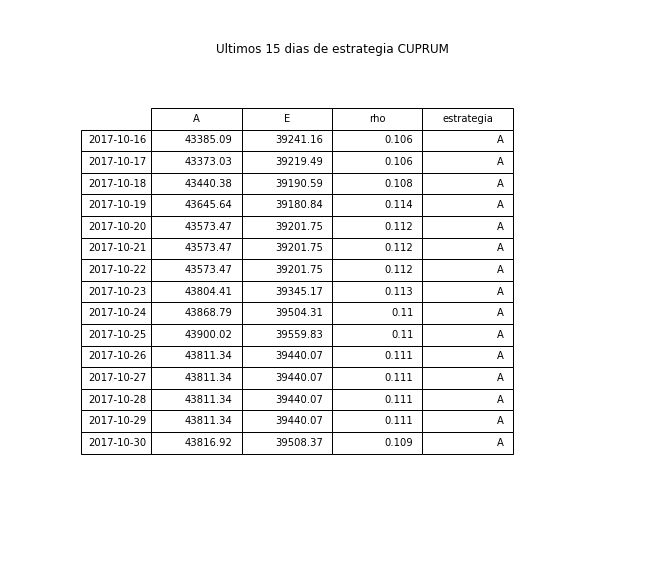 Ultimos 15 dias de estrategia CUPRUM
A E rho estrategia
2017-10-16 43385.09 39241.16 0.106 A
2017-10-17 43373.03 39219.49 0.106 A
2017-10-18 43440.38 39190.59 0.108 A
2017-10-19 43645.64 39180.84 0.114 A
2017-10-20 43573.47 39201.75 0.112 A
2017-10-21 43573.47 39201.75 0.112 A
2017-10-22 43573.47 39201.75 0.112 A
2017-10-23 43804.41 39345.17 0.113 A
2017-10-24 43868.79 39504.31 0.11 A
2017-10-25 43900.02 39559.83 0.11 A
2017-10-26 43811.34 39440.07 0.111 A
2017-10-27 43811.34 39440.07 0.111 A
2017-10-28 43811.34 39440.07 0.111 A
2017-10-29 43811.34 39440.07 0.111 A
2017-10-30 43816.92 39508.37 0.109 A